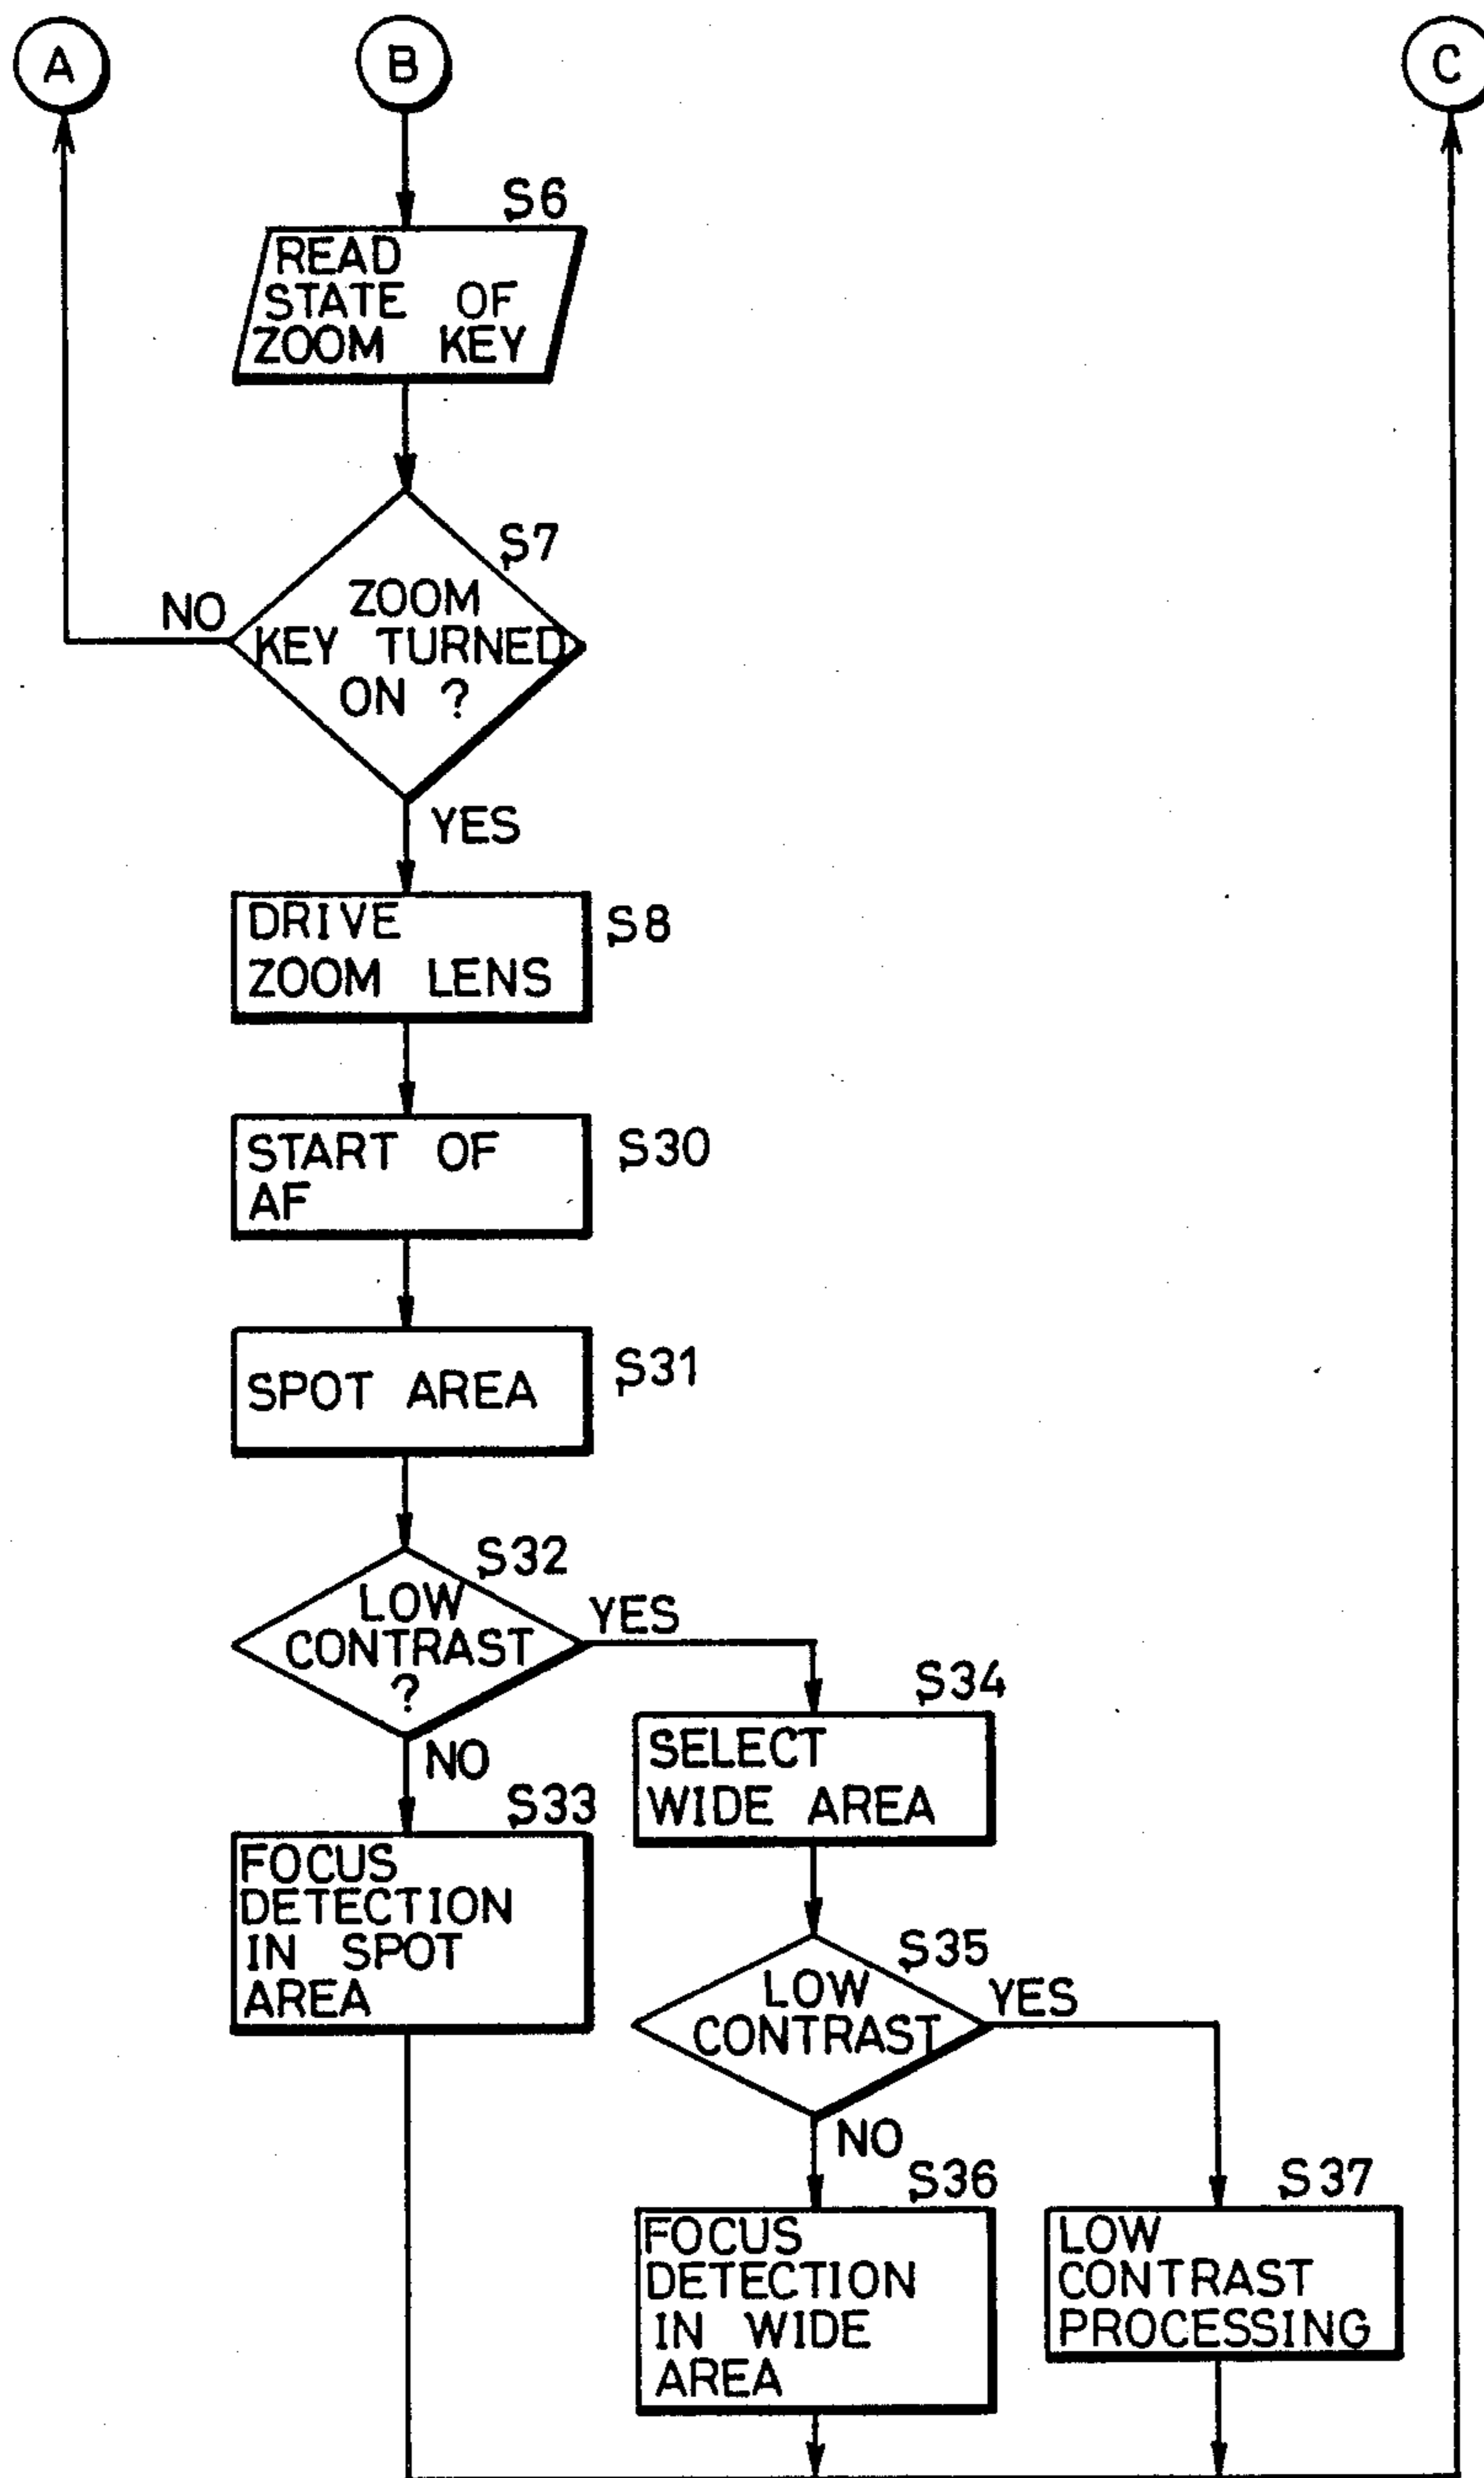 A
B
C
S6
READ
STATE OF
ZOOM KEY
S7
ZOOM
KEY TURNED
ON ?
NO
YES
DRIVE
ZOOM LENS
S8
START OF
AF
S30
SPOT AREA
S31
S32
LOW
CONTRAST
?
YES
NO
S33
FOCUS
DETECTION
IN SPOT
AREA
S34
SELECT
WIDE AREA
S35
LOW
CONTRAST
YES
NO
S36
FOCUS
DETECTION
IN WIDE
AREA
S37
LOW
CONTRAST
PROCESSING